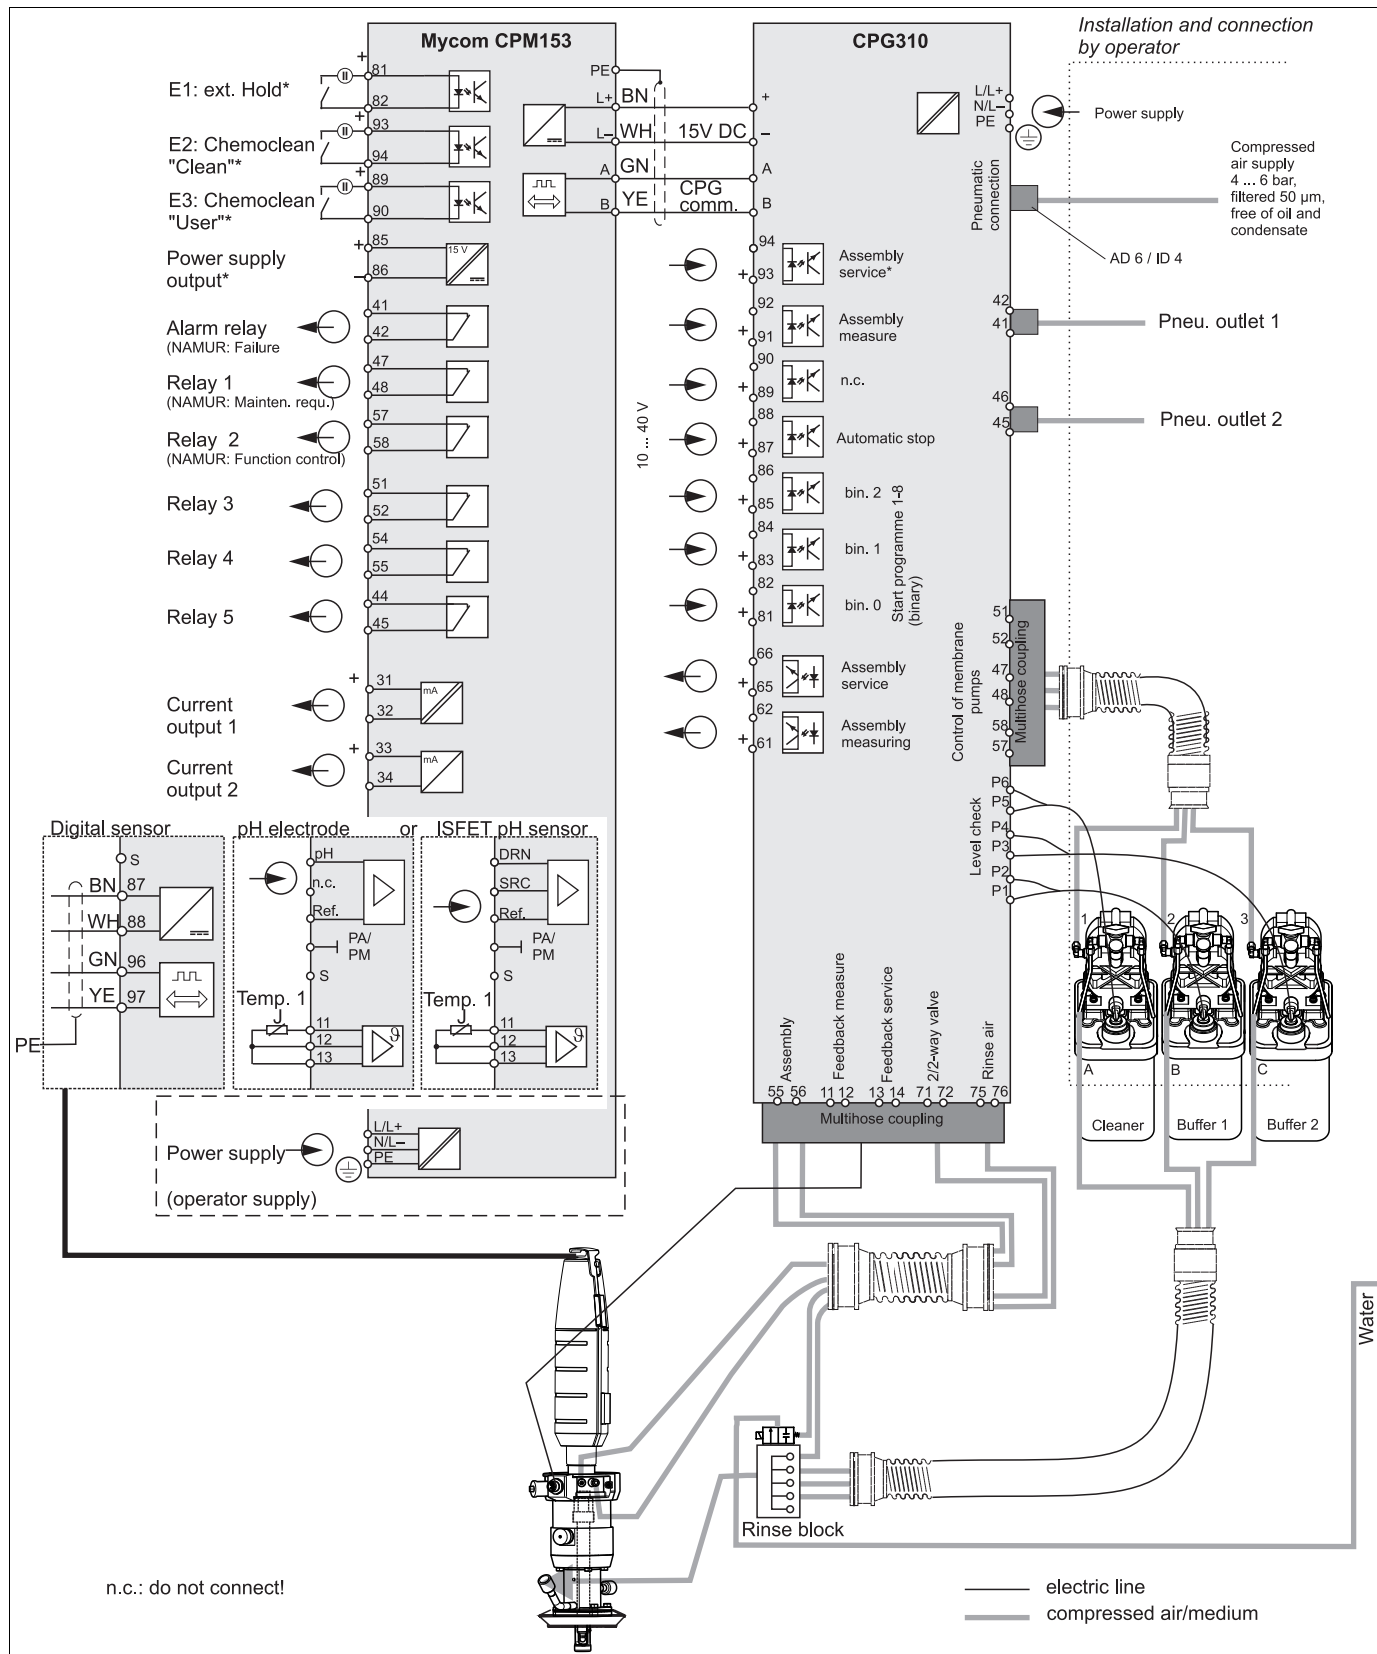 Mycom CPM153
CPG310
Installation and connection
by operator
E1: ext. Hold*
+
81
82
E2: Chemoclean
"Clean"*
+
93
94
E3: Chemoclean
"User"*
+
89
90
Power supply
output*
+
85
–
86
15 V
Alarm relay
(NAMUR: Failure
41
42
Relay 1
(NAMUR: Mainten. requ.)
47
48
Relay 2
(NAMUR: Function control)
57
58
Relay 3
51
52
Relay 4
54
55
Relay 5
44
45
Current
output 1
+
31
32
mA
Current
output 2
+
33
34
mA
PE
L+
BN
+
L–
WH
15V DC
–
A
GN
A
B
YE
CPG
comm.
B
10 ... 40 V
94
+
93
Assembly
service*
92
+
91
Assembly
measure
90
+
89
n.c.
88
+
87
Automatic stop
86
+
85
bin. 2
84
+
83
bin. 1
82
+
81
bin. 0
Start programme 1-8
(binary)
66
+
65
Assembly
service
62
+
61
Assembly
measuring
L/L+
N/L–
PE
Power supply
Pneumatic
connection
Compressed
air supply
4 ... 6 bar,
filtered 50 µm,
free of oil and
condensate
AD 6 / ID 4
42
41
Pneu. outlet 1
46
45
Pneu. outlet 2
Control of membrane
pumps
51
52
47
48
58
57
Multihose coupling
Level check
P6
P5
P4
P3
P2
P1
1
2
3
A
B
C
Cleaner
Buffer 1
Buffer 2
Digital sensor
S
BN
87
WH
88
GN
96
YE
97
PE
pH electrode
or
ISFET pH sensor
pH
n.c.
Ref.
PA/
PM
S
Temp. 1
11
12
13
ϑ
DRN
SRC
Ref.
PA/
PM
S
Temp. 1
11
12
13
ϑ
Power supply
(operator supply)
L/L+
N/L–
PE
Assembly
Feedback measure
Feedback service
2/2-way valve
Rinse air
55
56
11
12
13
14
71
72
75
76
Multihose coupling
Water
Rinse block
n.c.: do not connect!
electric line
compressed air/medium